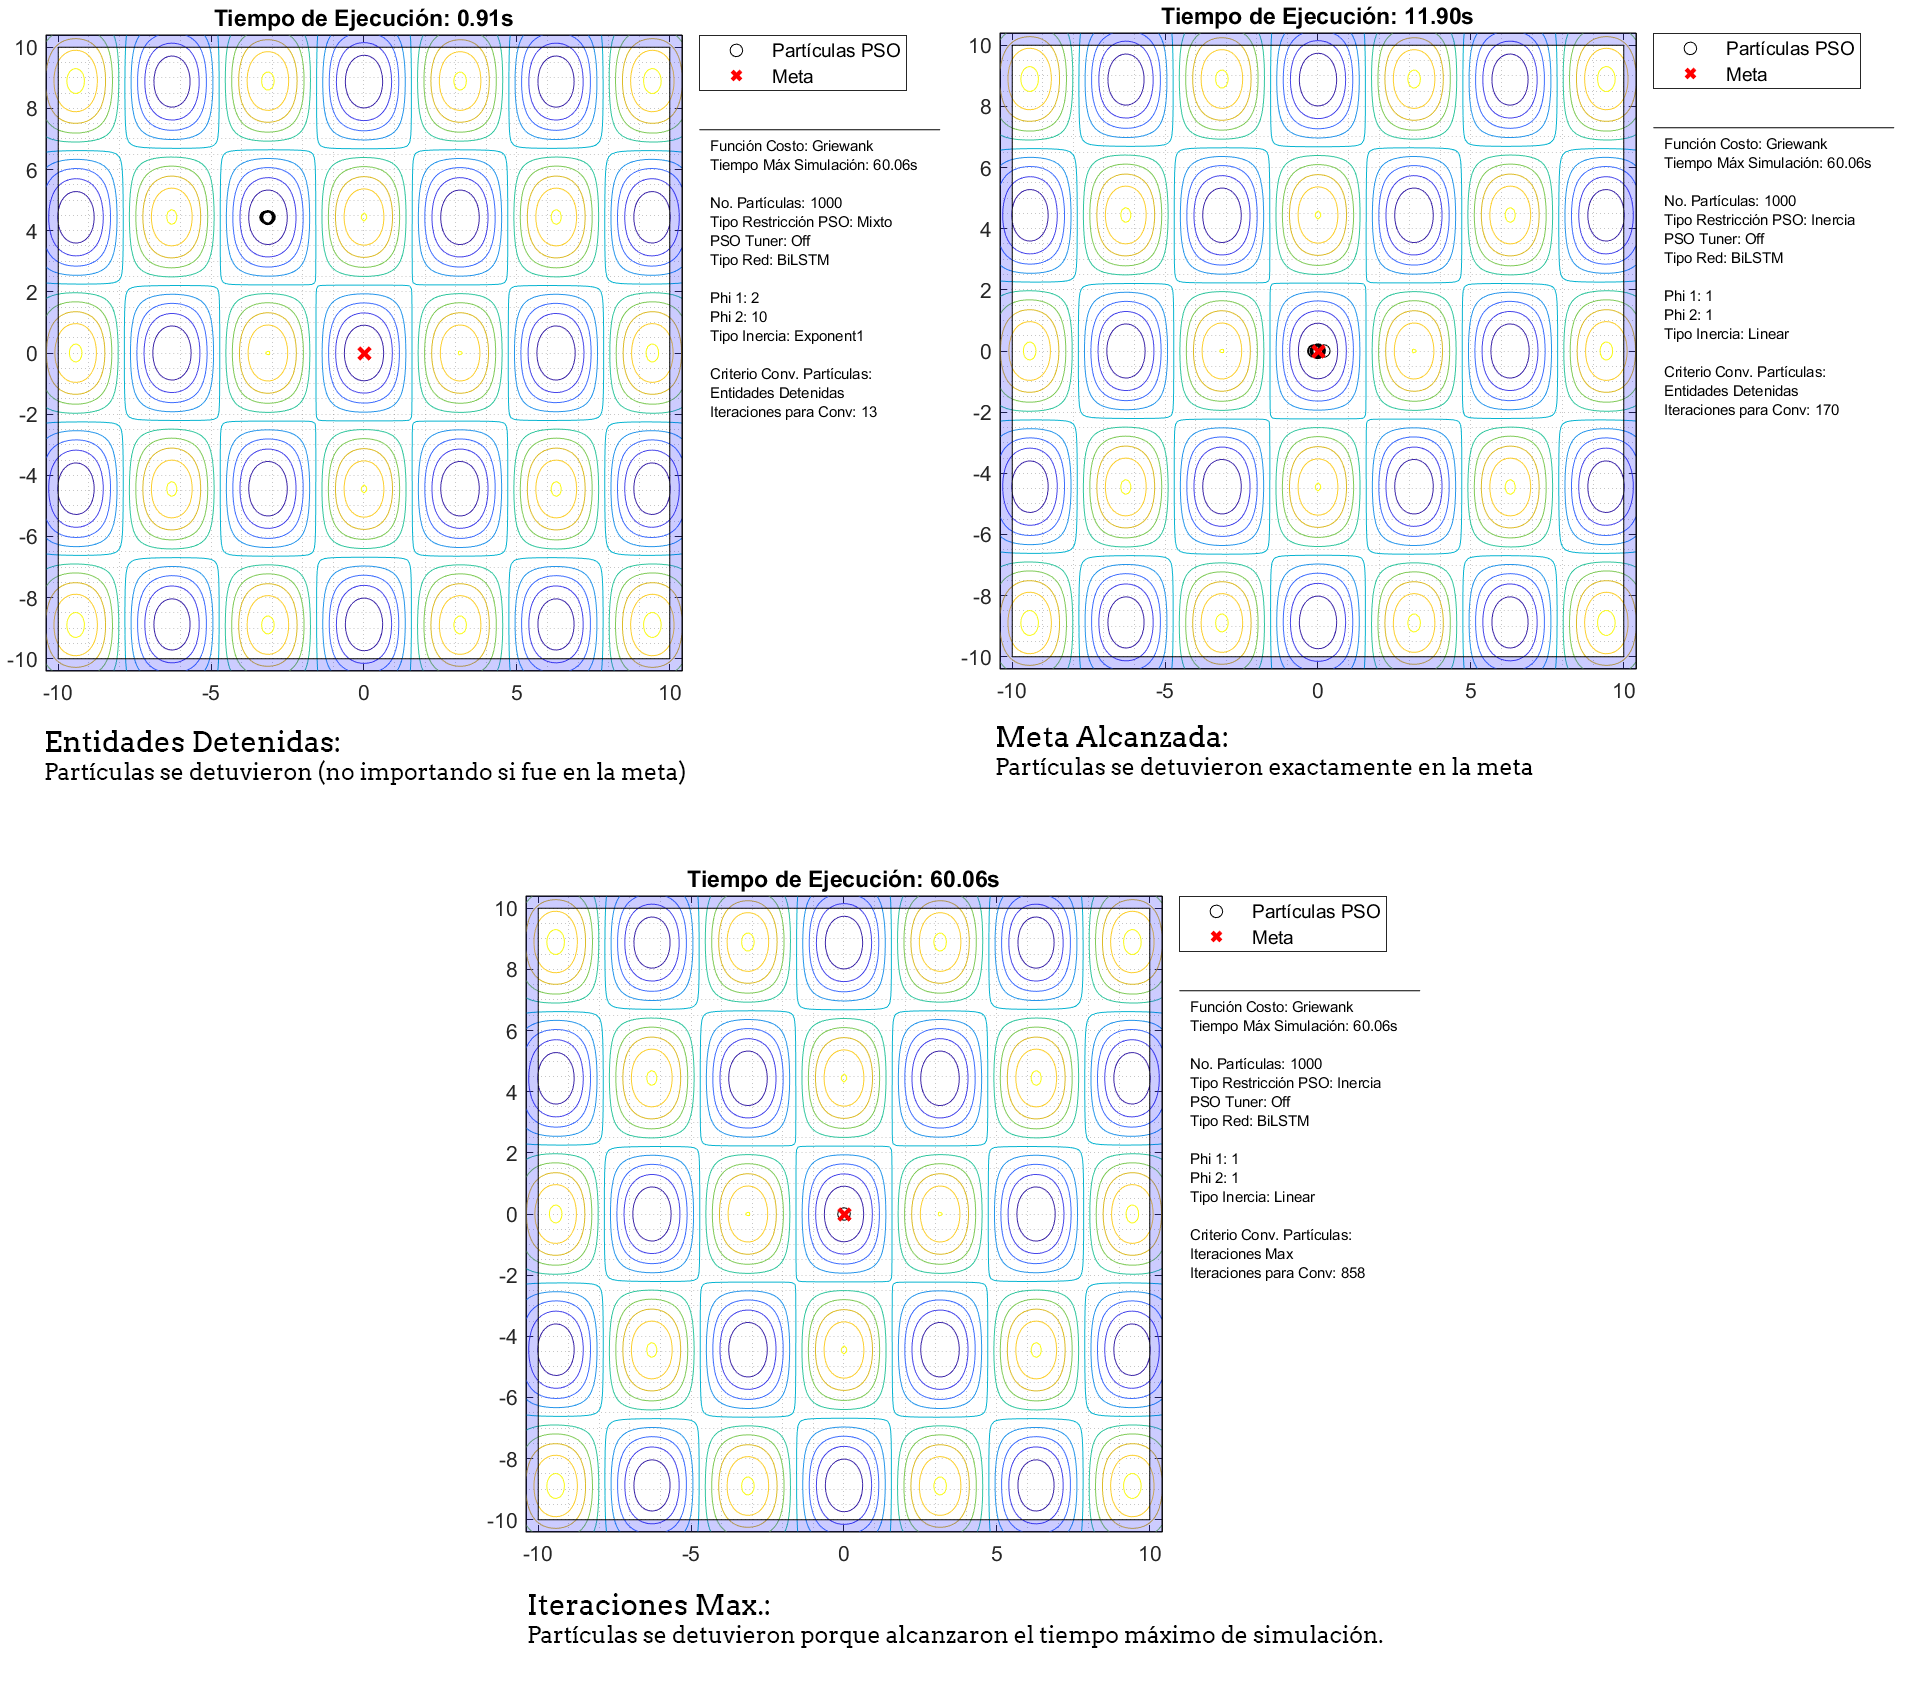 Tiempo de Ejecución: 0.91s
10
8
6
4
2
0
-2
-4
-6
-8
-10
-10
-5
0
5
10
Partículas PSO
Meta
Función Costo: Griewank
Tiempo Máx Simulación: 60.06s
No. Partículas: 1000
Tipo Restricción PSO: Mixto
PSO Tuner: Off
Tipo Red: BiLSTM
Phi 1: 2
Phi 2: 10
Tipo Inercia: Exponent1
Criterio Conv. Partículas:
Entidades Detenidas
Iteraciones para Conv: 13
Entidades Detenidas:
Partículas se detuvieron (no importando si fue en la meta)
Tiempo de Ejecución: 11.90s
10
8
6
4
2
0
-2
-4
-6
-8
-10
-10
-5
0
5
10
Partículas PSO
Meta
Función Costo: Griewank
Tiempo Máx Simulación: 60.06s
No. Partículas: 1000
Tipo Restricción PSO: Inercia
PSO Tuner: Off
Tipo Red: BiLSTM
Phi 1: 1
Phi 2: 1
Tipo Inercia: Linear
Criterio Conv. Partículas:
Entidades Detenidas
Iteraciones para Conv: 170
Meta Alcanzada:
Partículas se detuvieron exactamente en la meta
Tiempo de Ejecución: 60.06s
10
8
6
4
2
0
-2
-4
-6
-8
-10
-10
-5
0
5
10
Partículas PSO
Meta
Función Costo: Griewank
Tiempo Máx Simulación: 60.06s
No. Partículas: 1000
Tipo Restricción PSO: Inercia
PSO Tuner: Off
Tipo Red: BiLSTM
Phi 1: 1
Phi 2: 1
Tipo Inercia: Linear
Criterio Conv. Partículas:
Iteraciones Max
Iteraciones para Conv: 858
Iteraciones Max.:
Partículas se detuvieron porque alcanzaron el tiempo máximo de simulación.